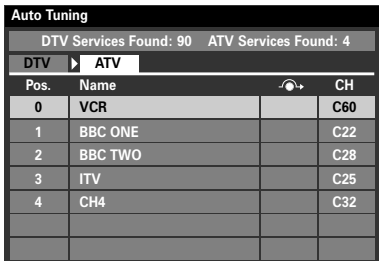 Auto Tuning
DTV Services Found: 90 ATV Services Found: 4
DTV ATV
Pos. Name CH
0 VCR C60
1 BBC ONE C22
2 BBC TWO C28
3 ITV C25
4 CH4 C32